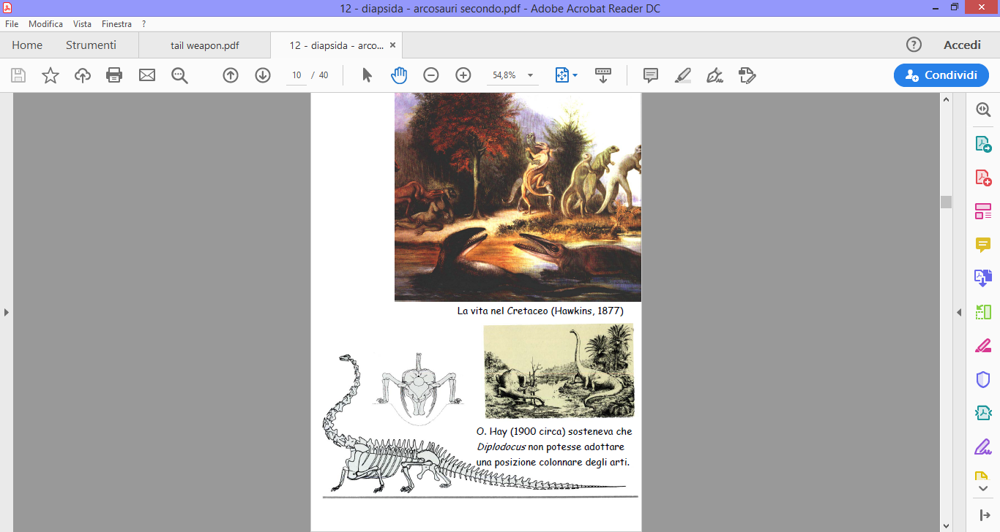 12 - diapsida - arcosauri secondo.pdf - Adobe Acrobat Reader DC
File Modifica Vista Finestra ?
Home Strumenti tail weapon.pdf 12 - diapsida - arco... × ? Accedi
10 / 40 54,8% Condividi
La vita nel Cretaceo (Hawkins, 1877)
O. Hay (1900 circa) sosteneva che
Diplodocus non potesse adottare
una posizione colonnare degli arti.